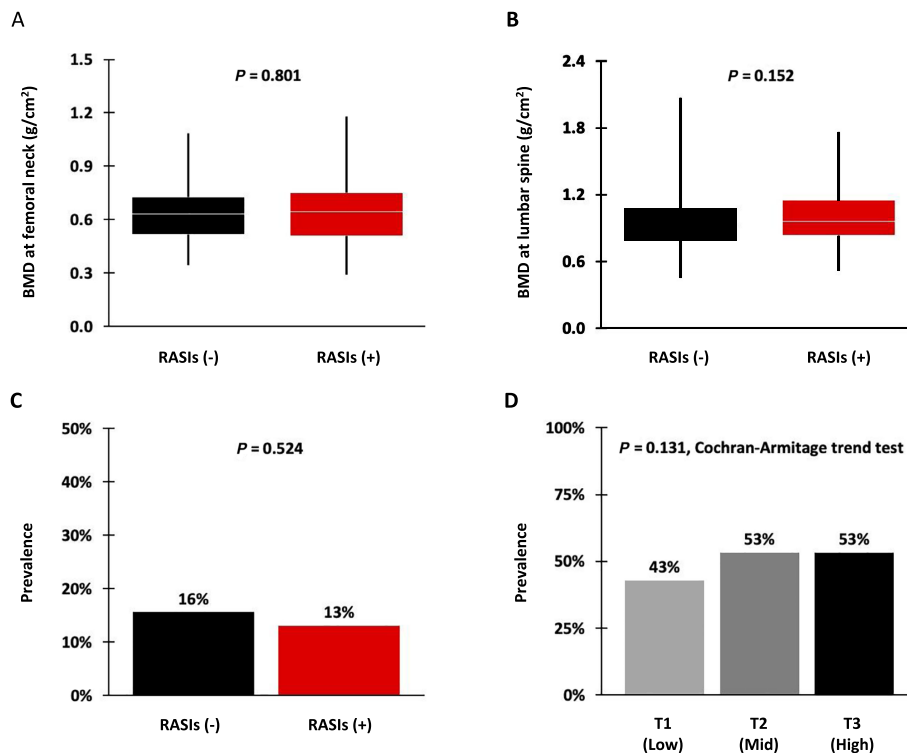 A
BMD at femoral neck (g/cm²)
1.5
1.2
0.9
0.6
0.3
0.0
P = 0.801
RASIs (-)
RASIs (+)
B
BMD at lumbar spine (g/cm²)
2.4
1.8
1.2
0.6
0.0
P = 0.152
RASIs (-)
RASIs (+)
C
Prevalence
50%
40%
30%
20%
10%
0%
P = 0.524
16%
13%
RASIs (-)
RASIs (+)
D
Prevalence
100%
75%
50%
25%
0%
P = 0.131, Cochran-Armitage trend test
43%
53%
53%
T1
(Low)
T2
(Mid)
T3
(High)